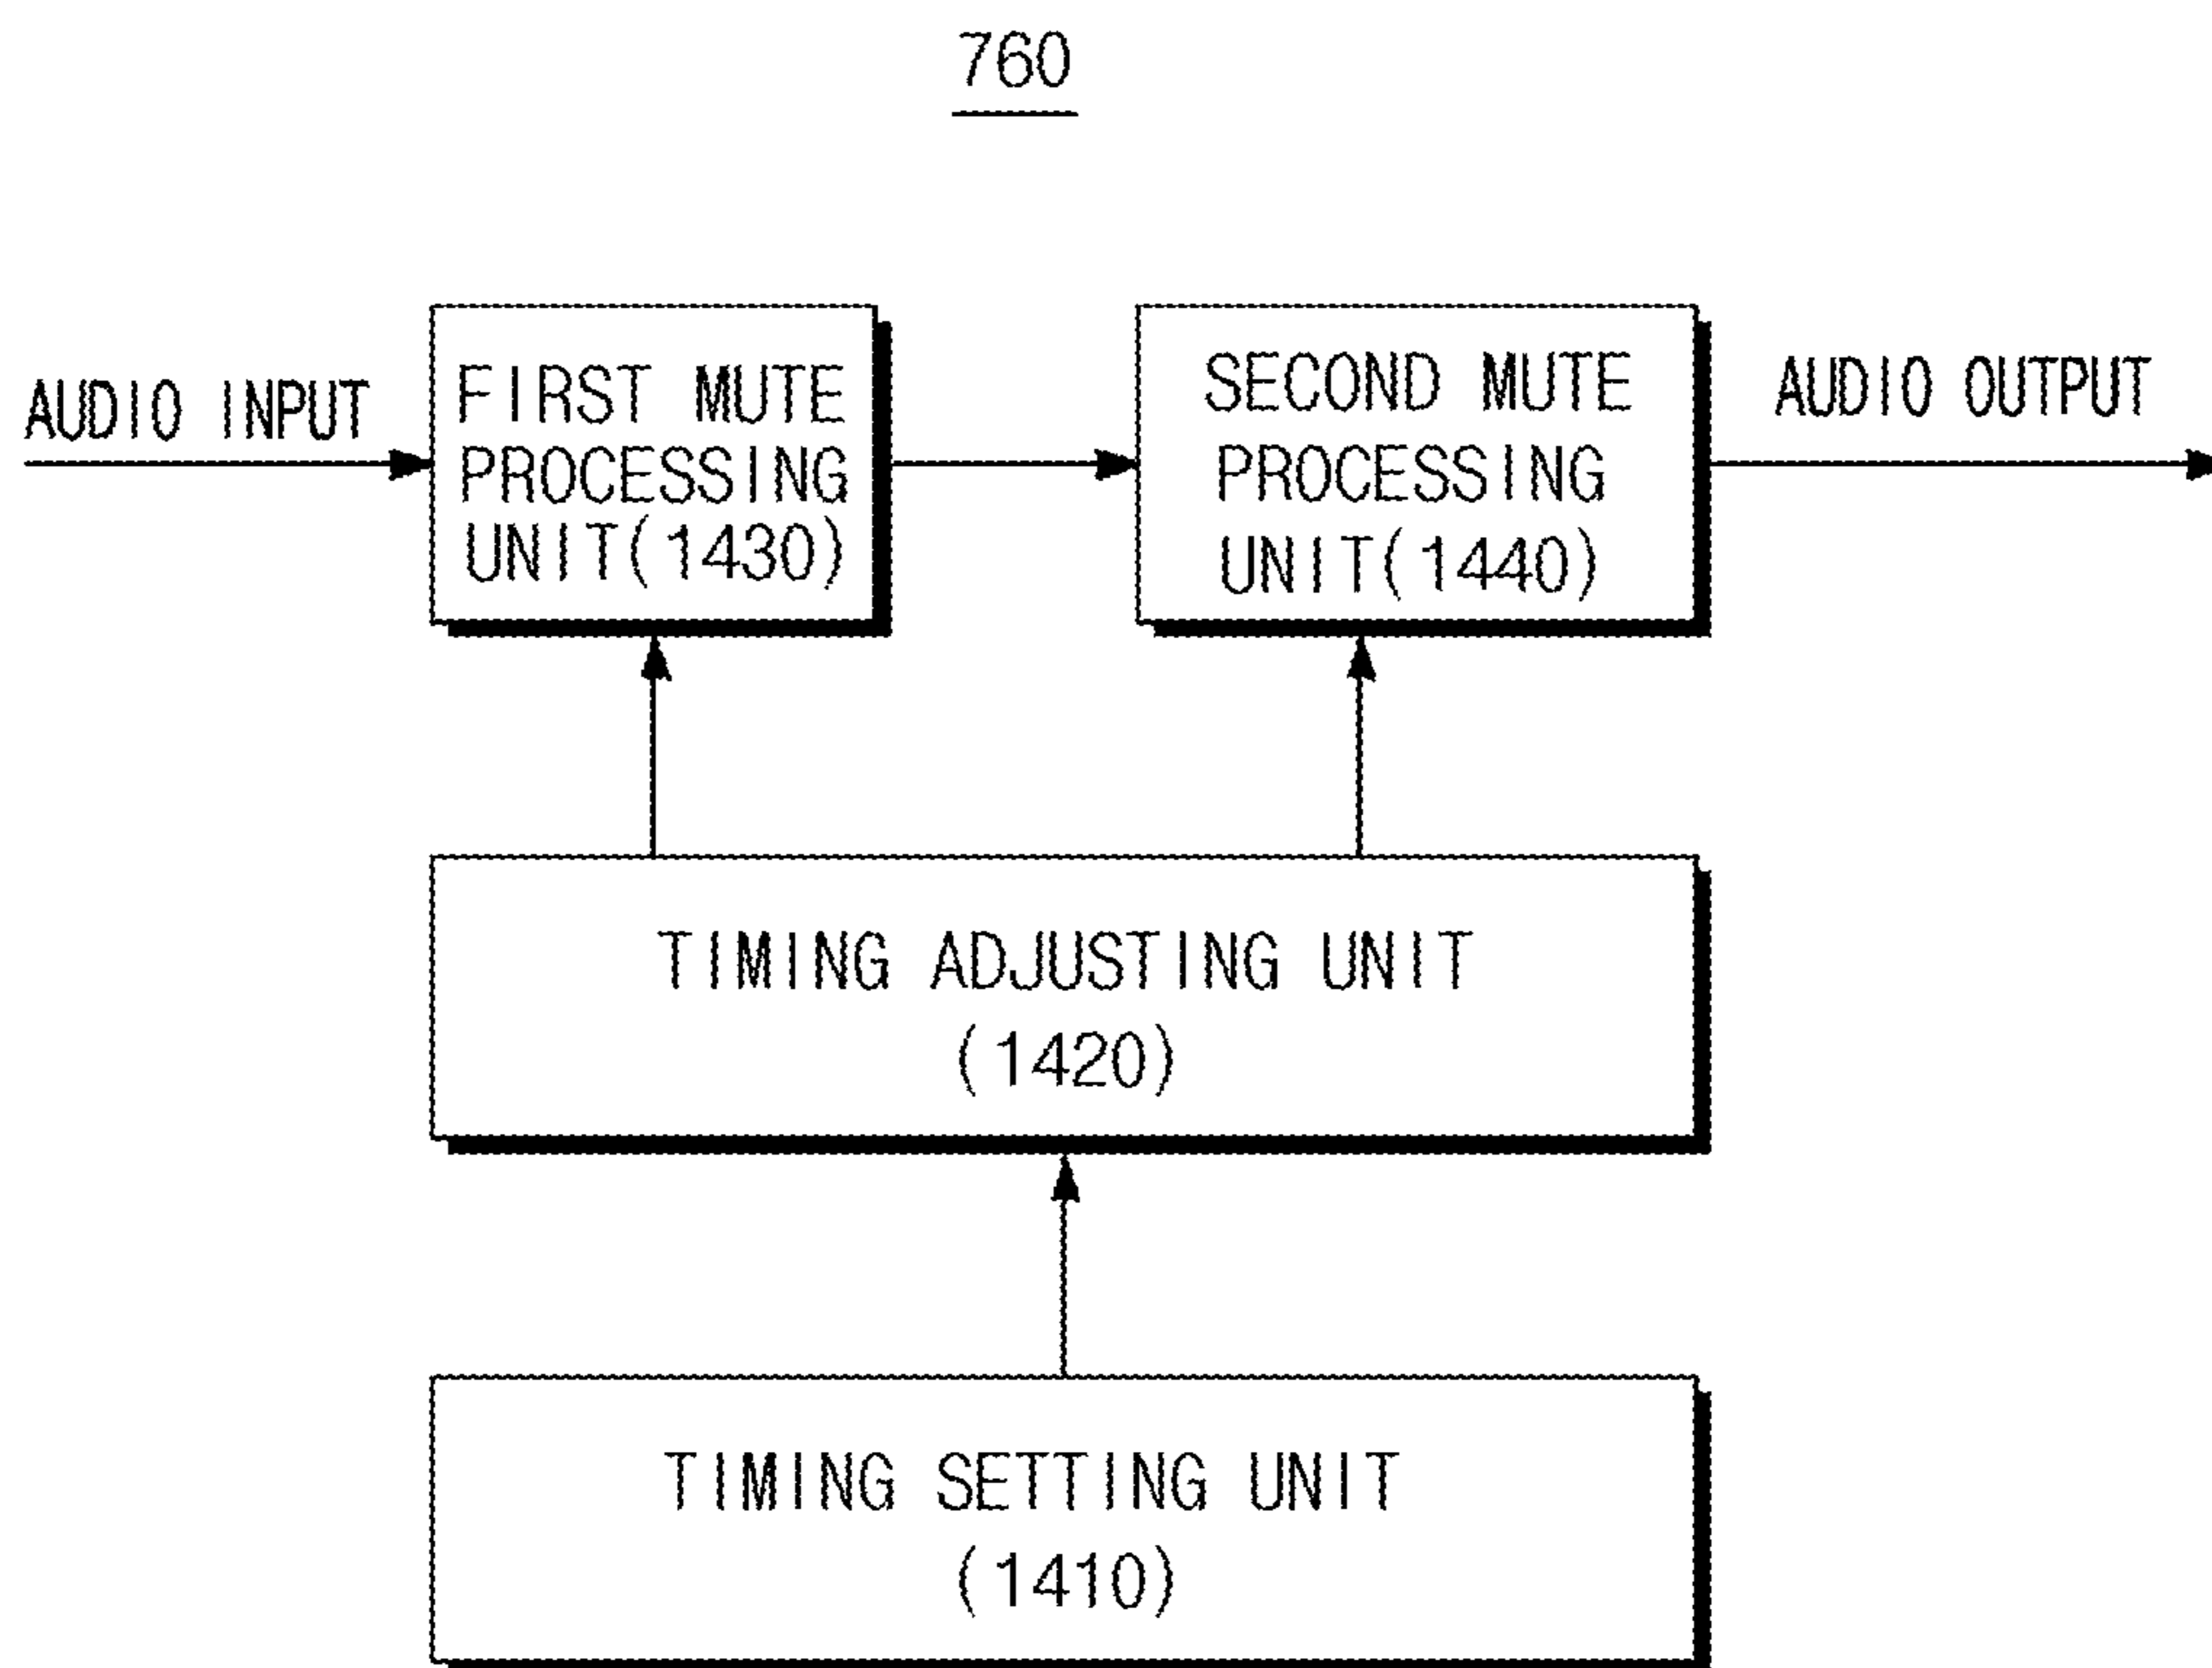 760
AUDIO INPUT
FIRST MUTE
PROCESSING
UNIT(1430)
SECOND MUTE
PROCESSING
UNIT(1440)
AUDIO OUTPUT
TIMING ADJUSTING UNIT
(1420)
TIMING SETTING UNIT
(1410)